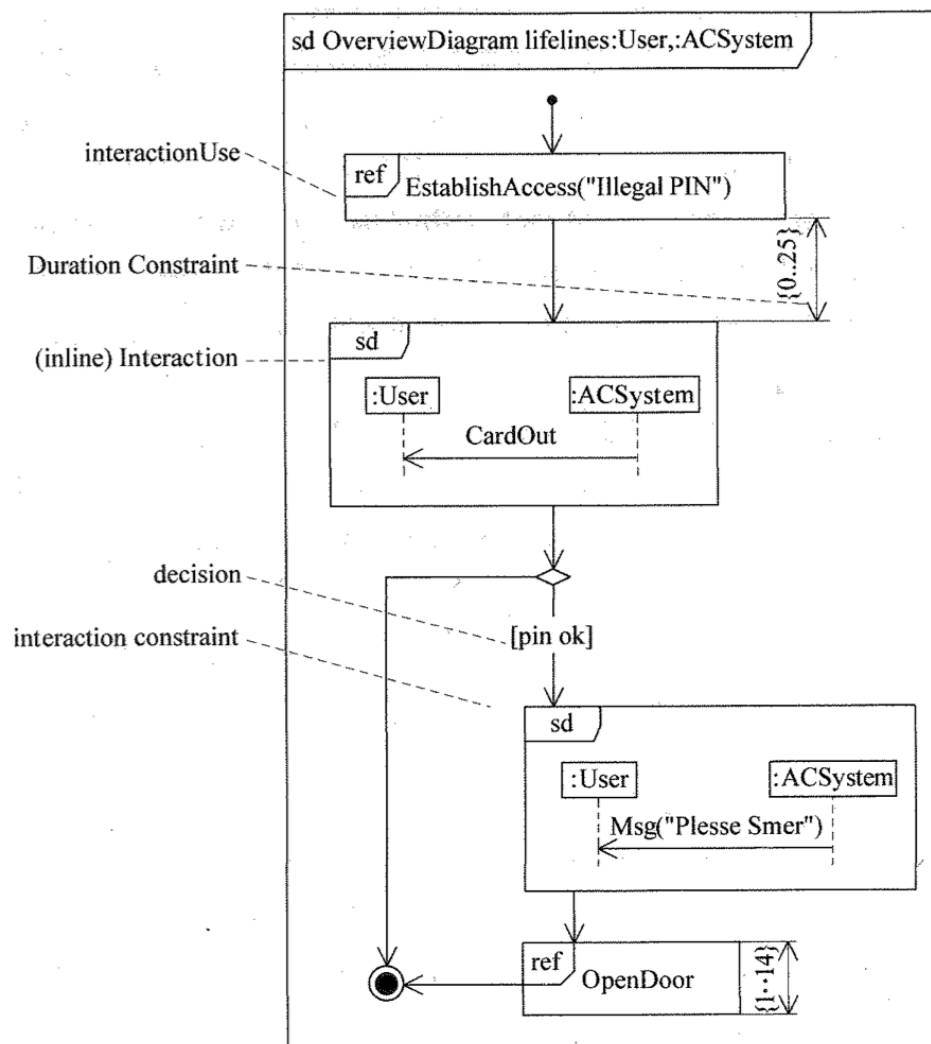 sd OverviewDiagram lifelines:User,:ACSystem
interactionUse
ref
EstablishAccess("Illegal PIN")
Duration Constraint
{0..25}
(inline) Interaction
sd
:User
:ACSystem
CardOut
decision
interaction constraint
[pin ok]
sd
:User
:ACSystem
Msg("Plesse Smer")
ref
OpenDoor
{1··14}